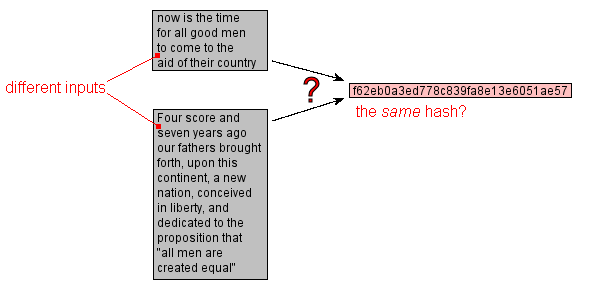 now is the time
for all good men
to come to the
aid of their country
different inputs
?
f62eb0a3ed778c839fa8e13e6051ae57
the same hash?
Four score and
seven years ago
our fathers brought
forth, upon this
continent, a new
nation, conceived
in liberty, and
dedicated to the
proposition that
"all men are
created equal"